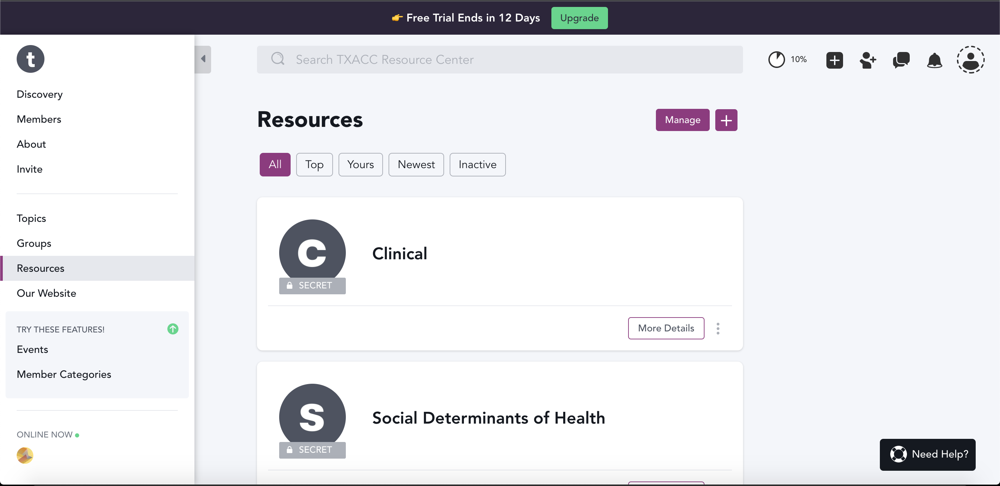 👉 Free Trial Ends in 12 Days
Upgrade
t
Discovery
Members
About
Invite
Topics
Groups
Resources
Our Website
TRY THESE FEATURES!
Events
Member Categories
ONLINE NOW
Search TXACC Resource Center
10%
Resources
Manage
All
Top
Yours
Newest
Inactive
C
SECRET
Clinical
More Details
S
SECRET
Social Determinants of Health
Need Help?